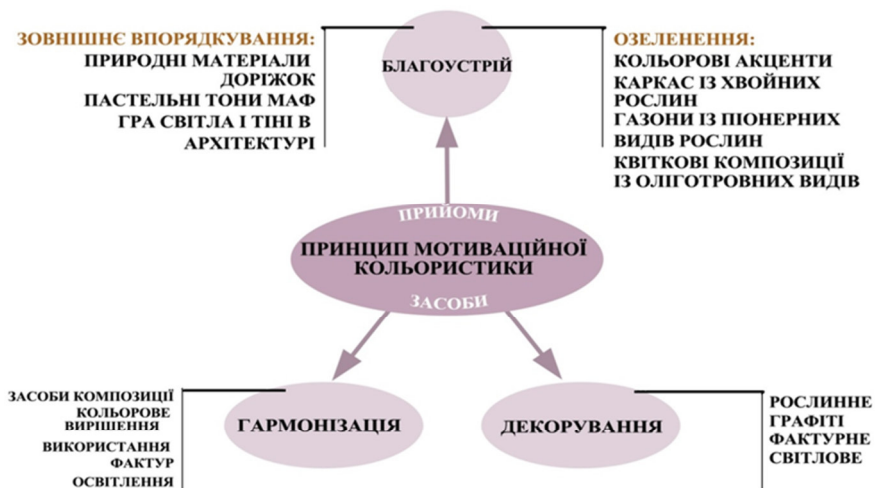 ЗОВНІШНЄ ВПОРЯДКУВАННЯ:
ПРИРОДНІ МАТЕРІАЛИ
ДОРІЖОК
ПАСТЕЛЬНІ ТОНИ МАФ
ГРА СВІТЛА І ТІНІ В
АРХІТЕКТУРІ
БЛАГОУСТРІЙ
ОЗЕЛЕНЕННЯ:
КОЛЬОРОВІ АКЦЕНТИ
КАРКАС ІЗ ХВОЙНИХ
РОСЛИН
ГАЗОНИ ІЗ ПІОНЕРНИХ
ВИДІВ РОСЛИН
КВІТКОВІ КОМПОЗИЦІЇ
ІЗ ОЛІГОТРОВНИХ ВИДІВ
ПРИЙОМИ
ПРИНЦИП МОТИВАЦІЙНОЇ
КОЛЬОРИСТИКИ
ЗАСОБИ
ЗАСОБИ КОМПОЗИЦІЇ
КОЛЬОРОВЕ
ВИРІШЕННЯ
ВИКОРИСТАННЯ
ФАКТУР
ОСВІТЛЕННЯ
ГАРМОНІЗАЦІЯ
ДЕКОРУВАННЯ
РОСЛИННЕ
ГРАФІТІ
ФАКТУРНЕ
СВІТЛОВЕ